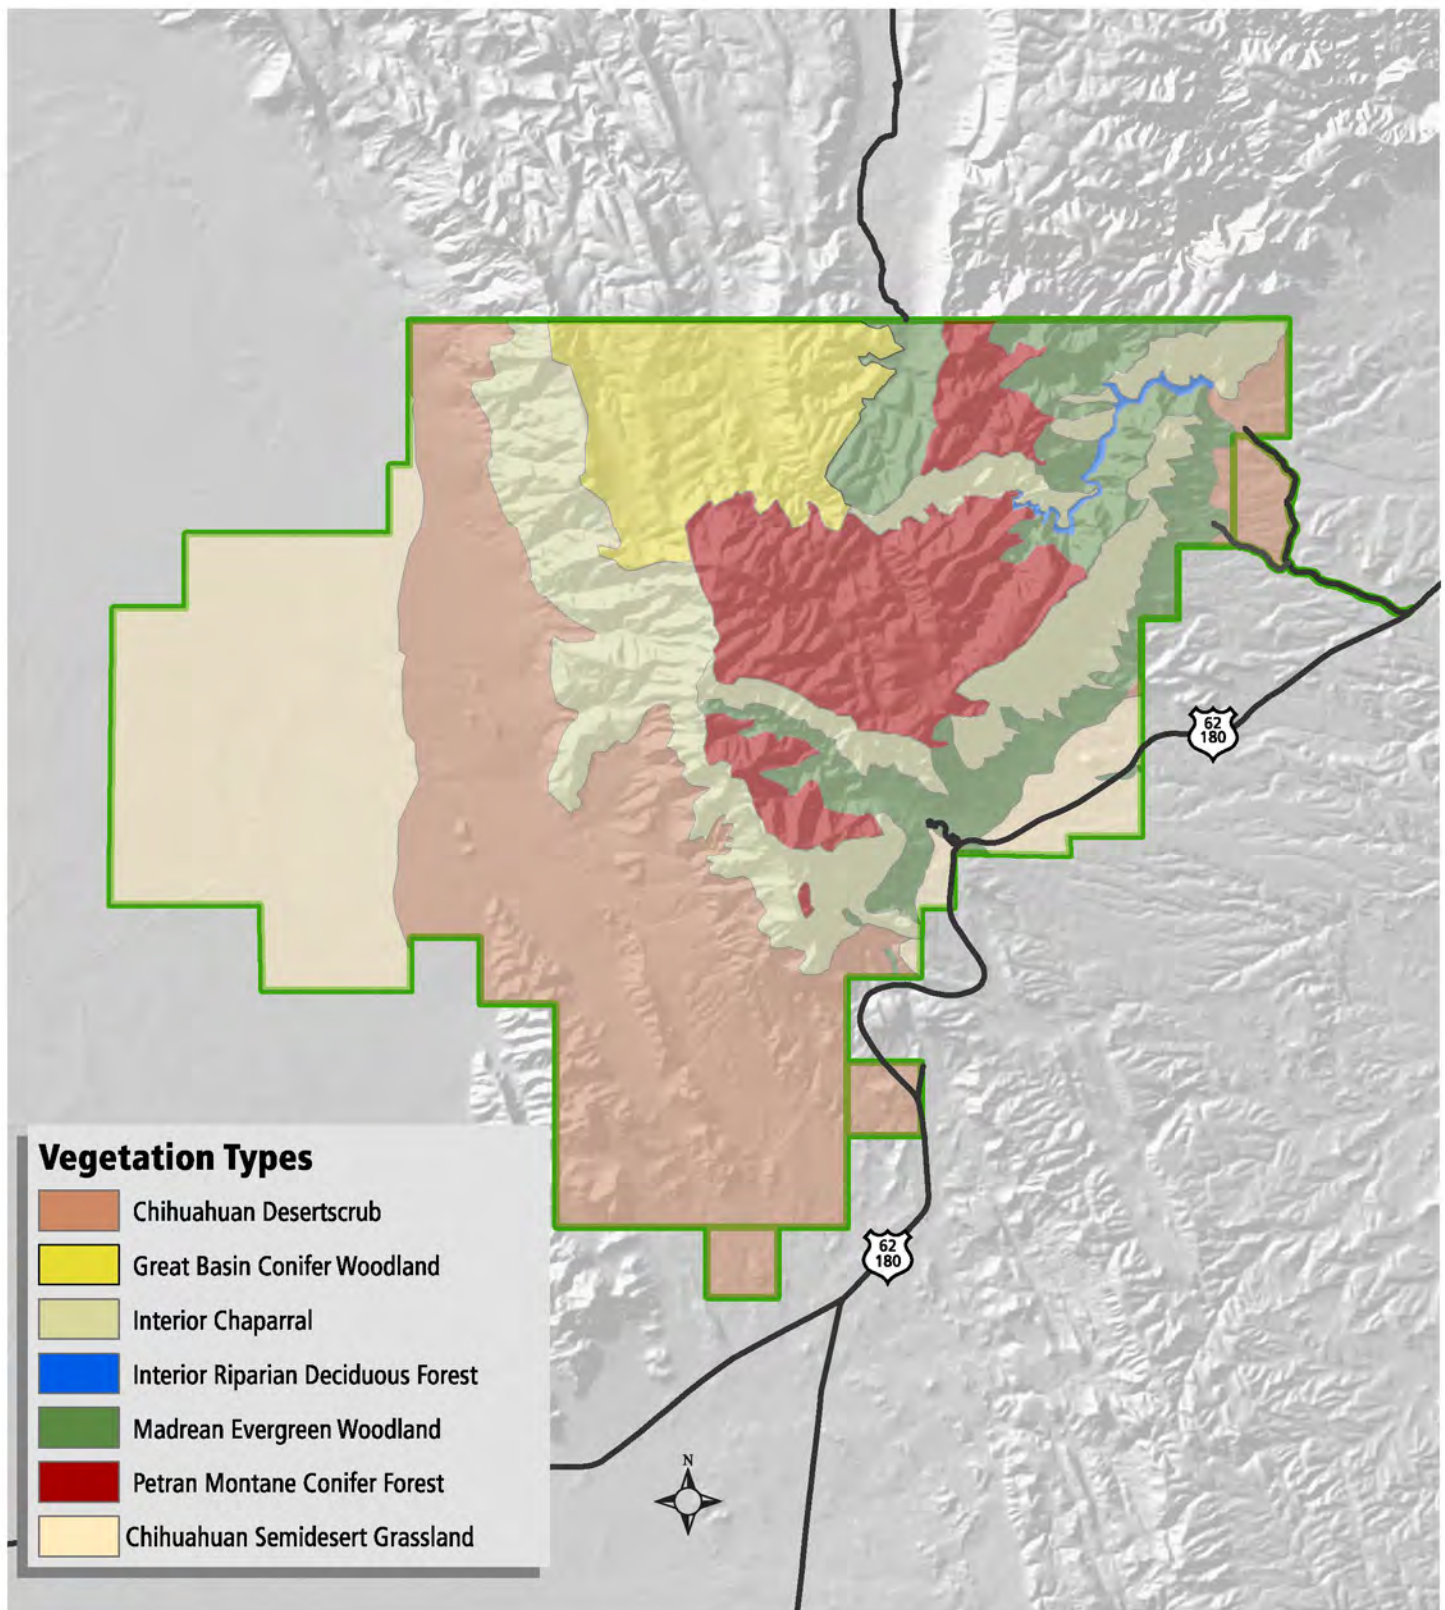 62
180
62
180
Vegetation Types
Chihuahuan Desertscrub
Great Basin Conifer Woodland
Interior Chaparral
Interior Riparian Deciduous Forest
Madrean Evergreen Woodland
Petran Montane Conifer Forest
Chihuahuan Semidesert Grassland
N